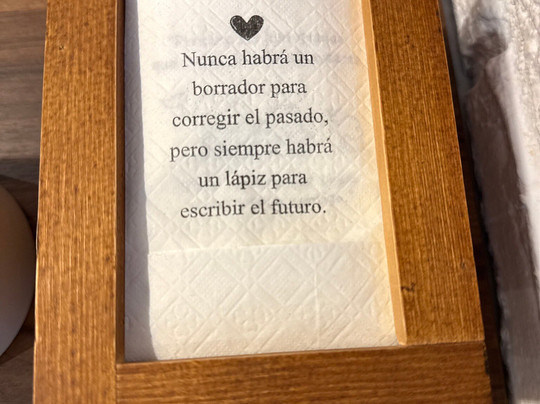 Nunca habrá un
borrador para
corregir el pasado,
pero siempre habrá
un lápiz para
escribir el futuro.